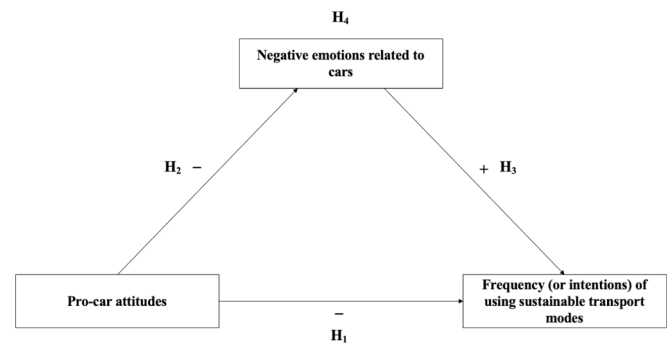 H4
Negative emotions related to
cars
H2 −
+ H3
Pro-car attitudes
Frequency (or intentions) of
using sustainable transport
modes
−
H1